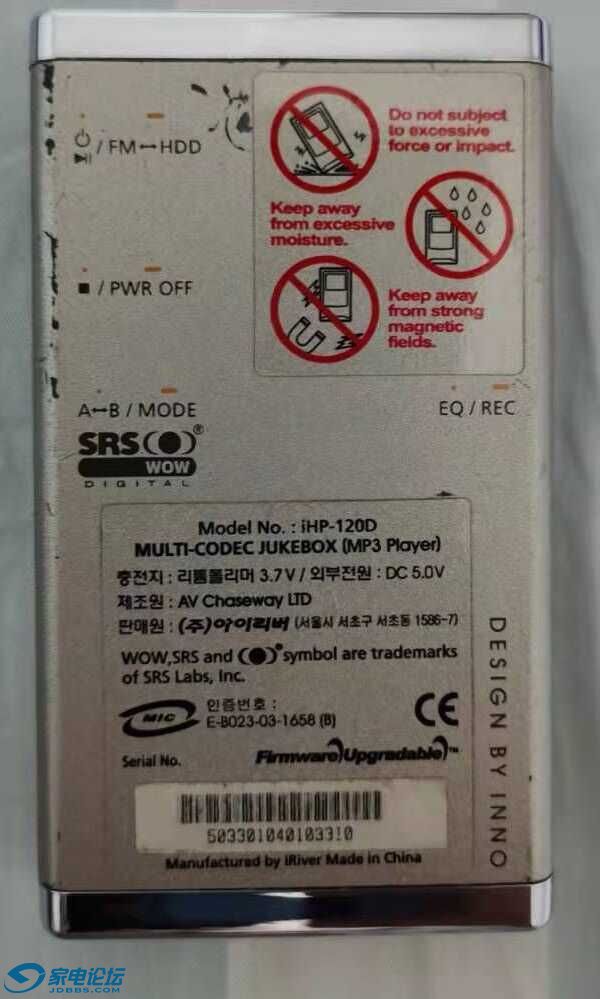 ⏻/⏯ / FM↔HDD
Do not subject
to excessive
force or impact.
Keep away
from excessive
moisture.
■ / PWR OFF
Keep away
from strong
magnetic
fields.
A↔B / MODE
EQ / REC
SRS(●)®
WOW
DIGITAL
Model No. : iHP-120D
MULTI-CODEC JUKEBOX (MP3 Player)
충전지 : 리튬폴리머 3.7V / 외부전원 : DC 5.0V
제조원 : AV Chaseway LTD
판매원 : (주)아이리버 (서울시 서초구 서초동 1586-7)
WOW,SRS and (●)® symbol are trademarks
of SRS Labs, Inc.
MIC
인증번호 :
E-B023-03-1658 (B)
CE
Serial No.
Firmware Upgradable™
503301040103310
Manufactured by iRiver Made in China
DESIGN BY INNO
家电论坛
JDBBS.COM